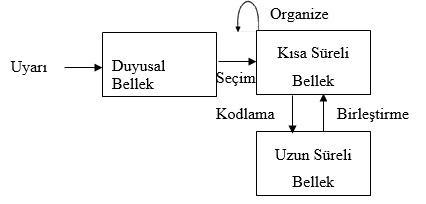 Organize
Uyarı
Duyusal
Bellek
Seçim
Kısa Süreli
Bellek
Kodlama
Birleştirme
Uzun Süreli
Bellek